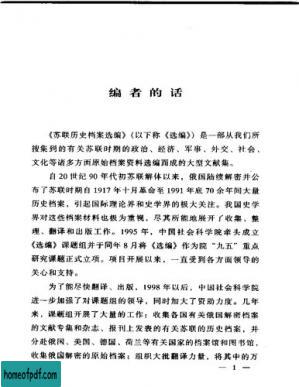 编者的话
《苏联历史档案选编》(以下称《选编》)是一部从我们所
搜集到的有关苏联时期的政治、经济、军事、外交、社会、
文化等诸多方面原始档案资料选编而成的大型文献集。
自20世纪90年代初苏联解体以来，俄国陆续解密并公
布了苏联时期自1917年十月革命至1991年底70余年间大量
历史档案，引起国际理论界和史学界的极大关注。我国史学
界对这些档案材料也极为重视，尽其所能地展开了收集、整
理、翻译和出版工作。1995年，中国社会科学院牵头成立
《选编》课题组并于同年8月将《选编》作为院“九五”重点
研究课题正式立项。项目开展以来，一直受到各方面领导的
关心和支持。
为了能尽快翻译、出版，1998年以后，中国社会科学院
进一步加强了对课题组的领导，同时加大了资助力度。几年
来，课题组开展了大量的工作：收集各国有关俄国解密档案
的文献专集和杂志、报刊上发表的有关苏联的历史档案，并
分赴俄国、美国、德国、荷兰等有关国家的档案馆和图书馆，
收集俄国解密的原始档案；组织大批翻译力量，将其中的万
— 1 —
homeofpdf.com